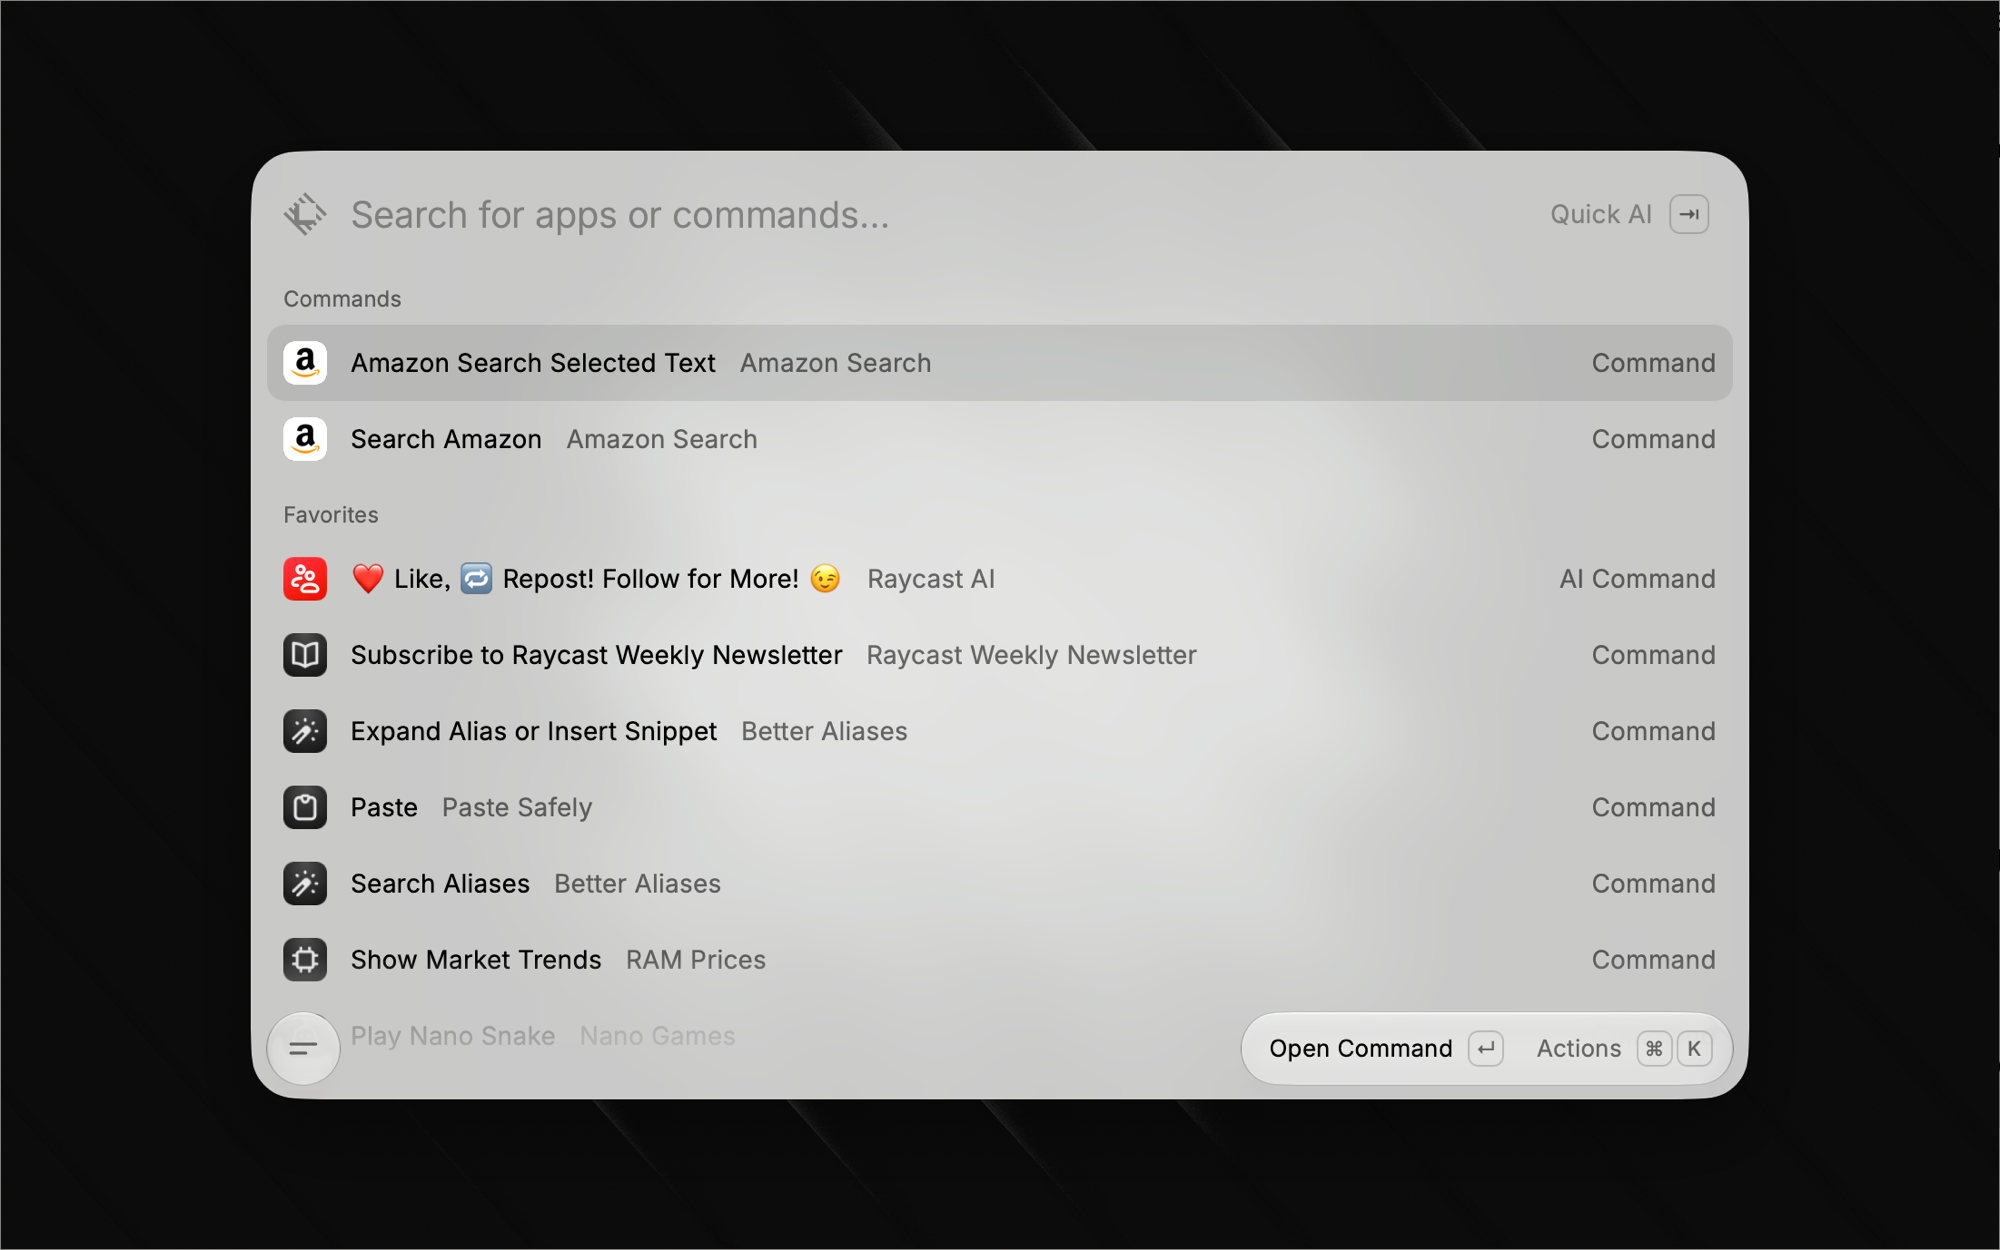 Search for apps or commands...
Quick AI
Commands
Amazon Search Selected Text Amazon Search Command
Search Amazon Amazon Search Command
Favorites
❤️ Like, 🔁 Repost! Follow for More! 😉 Raycast AI AI Command
Subscribe to Raycast Weekly Newsletter Raycast Weekly Newsletter Command
Expand Alias or Insert Snippet Better Aliases Command
Paste Paste Safely Command
Search Aliases Better Aliases Command
Show Market Trends RAM Prices Command
Play Nano Snake Nano Games
Open Command ↵ Actions ⌘ K